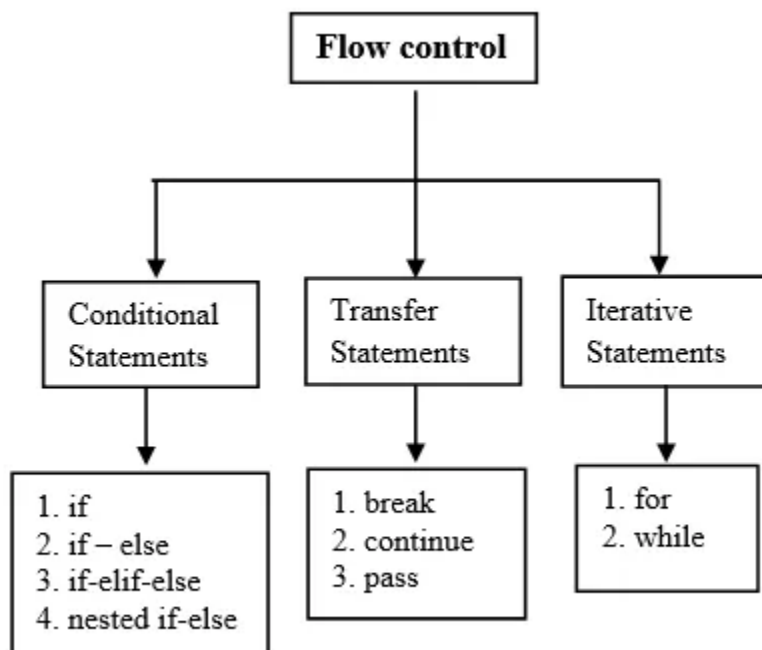 Flow control
Conditional
Statements
1. if
2. if – else
3. if-elif-else
4. nested if-else
Transfer
Statements
1. break
2. continue
3. pass
Iterative
Statements
1. for
2. while